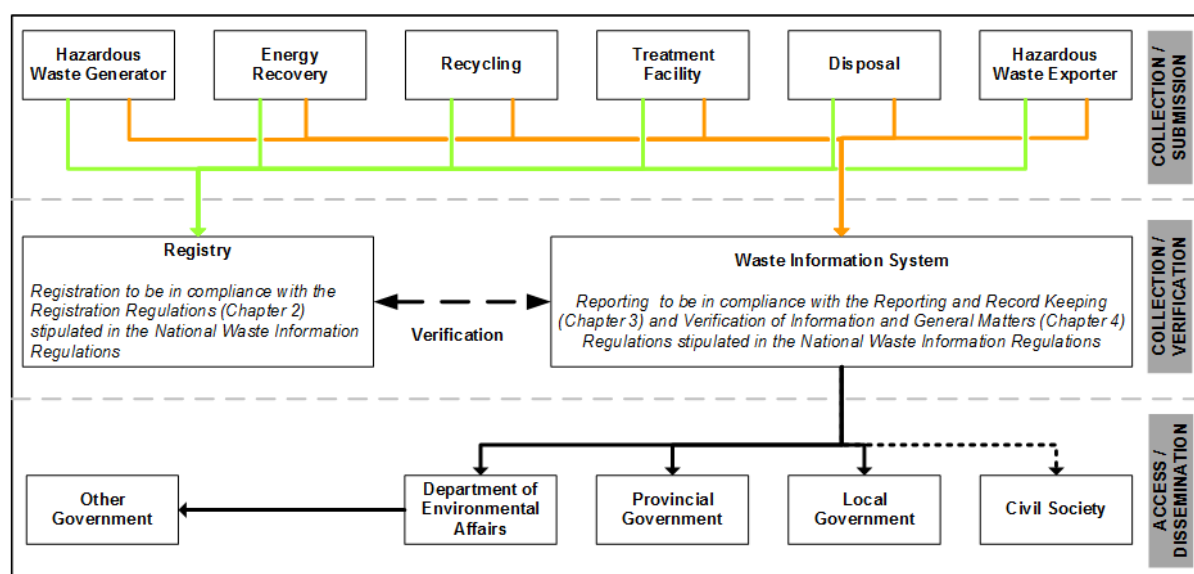 Hazardous
Waste Generator
Energy
Recovery
Recycling
Treatment
Facility
Disposal
Hazardous
Waste Exporter
COLLECTION /
SUBMISSION
Registry
Registration to be in compliance with the
Registration Regulations (Chapter 2)
stipulated in the National Waste Information
Regulations
Verification
Waste Information System
Reporting to be in compliance with the Reporting and Record Keeping
(Chapter 3) and Verification of Information and General Matters (Chapter 4)
Regulations stipulated in the National Waste Information Regulations
COLLECTION /
VERIFICATION
Other
Government
Department of
Environmental
Affairs
Provincial
Government
Local
Government
Civil Society
ACCESS /
DISSEMINATION